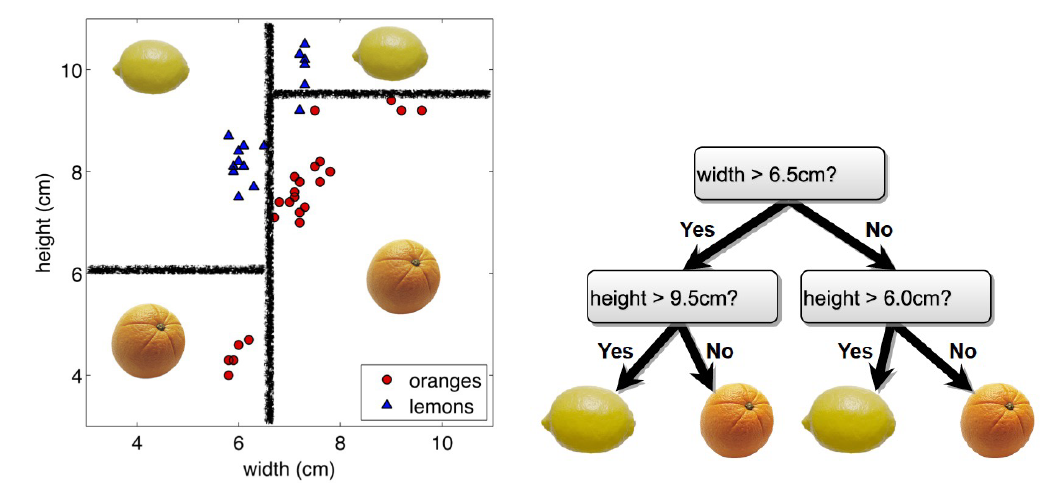 10
8
6
4
height (cm)
4 6 8 10
width (cm)
oranges
lemons
width > 6.5cm?
Yes No
height > 9.5cm? height > 6.0cm?
Yes No Yes No